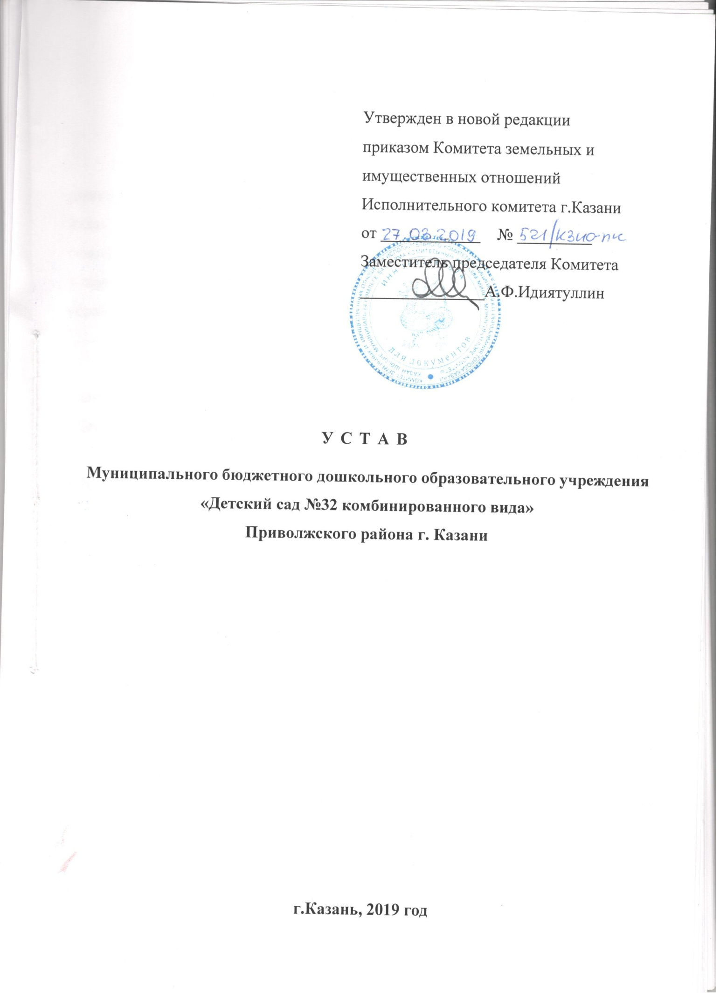 Утвержден в новой редакции
приказом Комитета земельных и
имущественных отношений
Исполнительного комитета г.Казани
от 27.03.2019 № 521/КЗИО-пк
Заместитель председателя Комитета
А.Ф.Идиятуллин
для документов
У С Т А В
Муниципального бюджетного дошкольного образовательного учреждения
«Детский сад №32 комбинированного вида»
Приволжского района г. Казани
г.Казань, 2019 год